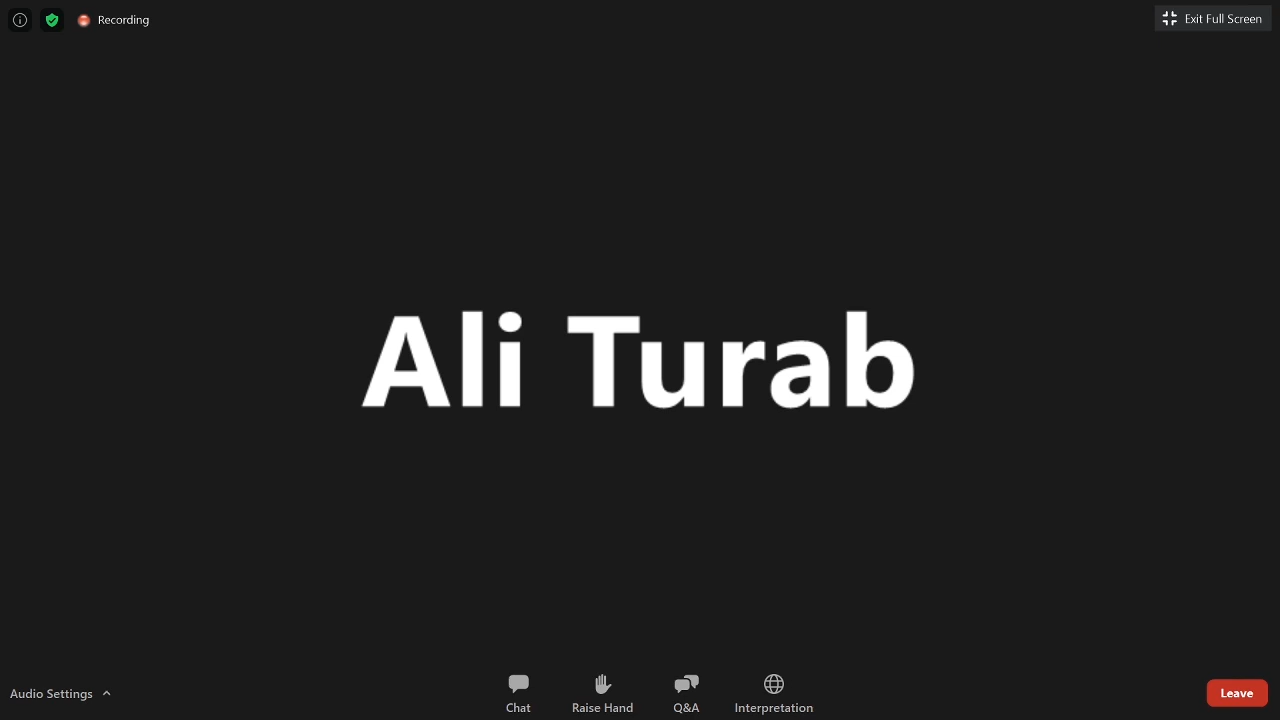 Recording
Exit Full Screen
Ali Turab
Audio Settings
Chat
Raise Hand
Q&A
Interpretation
Leave